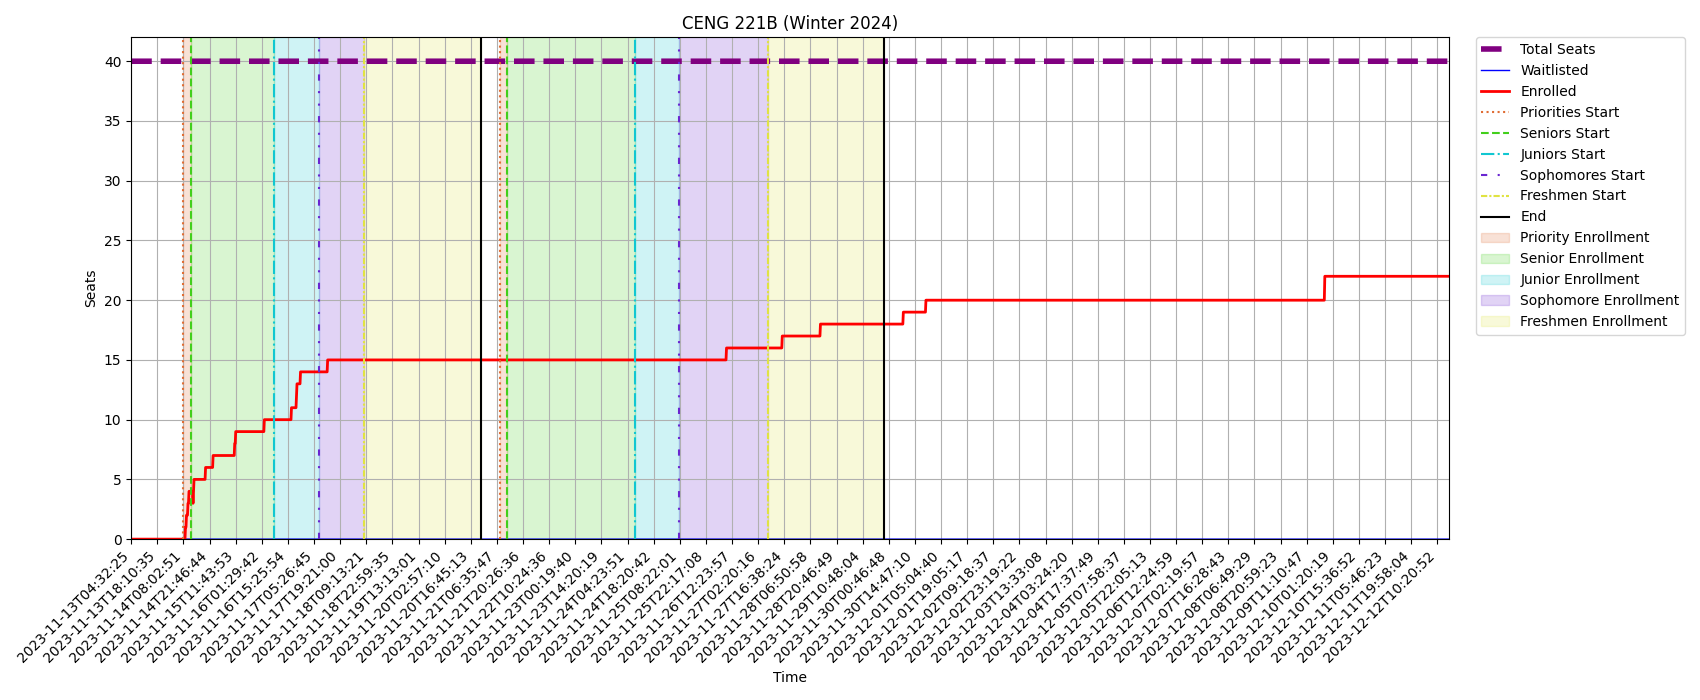 CENG 221B (Winter 2024)
Seats
40
35
30
25
20
15
10
5
0
2023-11-13T04:32:25
2023-11-13T18:10:35
2023-11-14T08:02:51
2023-11-14T21:46:44
2023-11-15T11:43:53
2023-11-16T01:29:42
2023-11-16T15:25:54
2023-11-17T05:26:45
2023-11-17T19:21:00
2023-11-18T09:13:21
2023-11-18T22:59:35
2023-11-19T13:13:01
2023-11-20T02:57:10
2023-11-20T16:45:13
2023-11-21T06:35:47
2023-11-21T20:26:36
2023-11-22T10:24:36
2023-11-23T00:19:40
2023-11-23T14:20:19
2023-11-24T04:23:51
2023-11-24T18:20:42
2023-11-25T08:22:01
2023-11-25T22:17:08
2023-11-26T12:23:57
2023-11-27T02:20:16
2023-11-27T16:38:24
2023-11-28T06:50:58
2023-11-28T20:46:49
2023-11-29T10:48:04
2023-11-30T00:46:48
2023-11-30T14:47:10
2023-12-01T05:04:40
2023-12-01T19:05:17
2023-12-02T09:18:37
2023-12-02T23:19:22
2023-12-03T13:33:08
2023-12-04T03:24:20
2023-12-04T17:37:49
2023-12-05T07:58:37
2023-12-05T22:05:13
2023-12-06T12:24:59
2023-12-07T02:19:57
2023-12-07T16:28:43
2023-12-08T06:49:29
2023-12-08T20:59:23
2023-12-09T11:10:47
2023-12-10T01:20:19
2023-12-10T15:36:52
2023-12-11T05:46:23
2023-12-11T19:58:04
2023-12-12T10:20:52
Time
Total Seats
Waitlisted
Enrolled
Priorities Start
Seniors Start
Juniors Start
Sophomores Start
Freshmen Start
End
Priority Enrollment
Senior Enrollment
Junior Enrollment
Sophomore Enrollment
Freshmen Enrollment